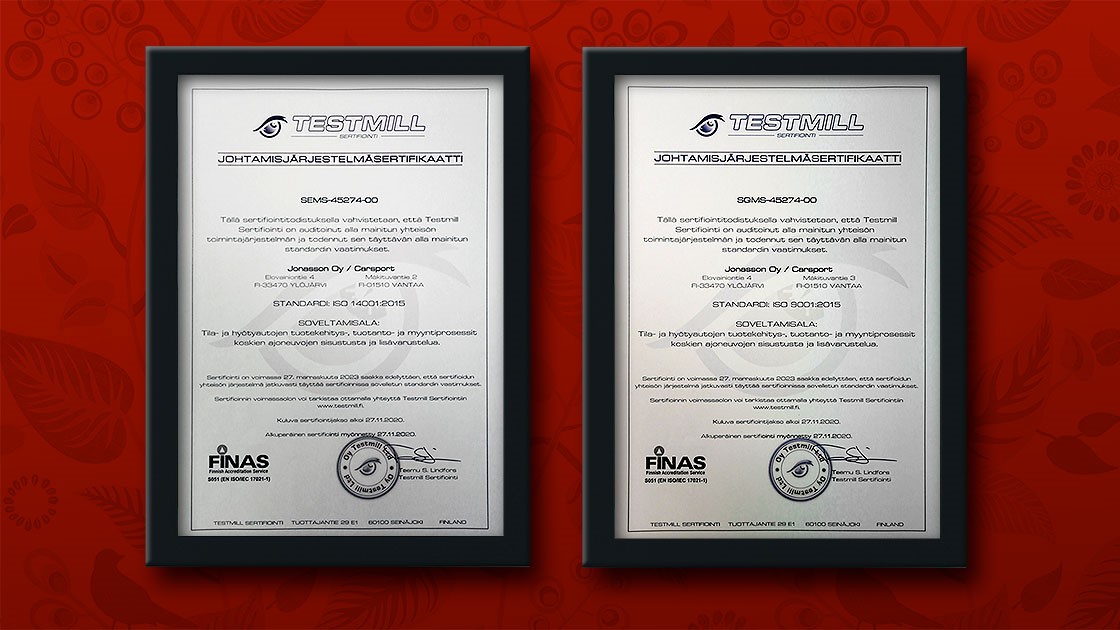 TESTMILL
SERTIFIOINTI
JOHTAMISJÄRJESTELMÄSERTIFIKAATTI
SEMS-45274-00
Tällä sertifiointitodistuksella vahvistetaan, että Testmill
Sertifiointi on auditoinut alla mainitun yhteisön
toimintajärjestelmän ja todennut sen täyttävän alla mainitun
standardin vaatimukset.
Jonasson Oy / Carsport
Elovainiontie 4 Mäkituvantie 2
FI-33470 YLÖJÄRVI FI-01510 VANTAA
STANDARDI: ISO 14001:2015
SOVELTAMISALA:
Tila- ja hyötyautojen tuotekehitys-, tuotanto- ja myyntiprosessit
koskien ajoneuvojen sisustusta ja lisävarustelua.
Sertifiointi on voimassa 27. marraskuuta 2023 saakka edellyttäen, että sertifioidun
yhteisön järjestelmä jatkuvasti täyttää sertifioinnissa sovelletun standardin vaatimukset.
Sertifioinnin voimassaolon voi tarkistaa ottamalla yhteyttä Testmill Sertifiointiin
www.testmill.fi.
Kuluva sertifiointijakso alkoi 27.11.2020.
Alkuperäinen sertifiointi myönnetty 27.11.2020.
FINAS
Finnish Accreditation Service
S051 (EN ISO/IEC 17021-1)
Oy Testmill Ltd
Oy Testmill Ltd
Teemu S. Lindfors
Testmill Sertifiointi
TESTMILL SERTIFIOINTI TUOTTAJANTIE 29 E1 60100 SEINÄJOKI FINLAND
TESTMILL
SERTIFIOINTI
JOHTAMISJÄRJESTELMÄSERTIFIKAATTI
SQMS-45274-00
Tällä sertifiointitodistuksella vahvistetaan, että Testmill
Sertifiointi on auditoinut alla mainitun yhteisön
toimintajärjestelmän ja todennut sen täyttävän alla mainitun
standardin vaatimukset.
Jonasson Oy / Carsport
Elovainiontie 4 Mäkituvantie 3
FI-33470 YLÖJÄRVI FI-01510 VANTAA
STANDARDI: ISO 9001:2015
SOVELTAMISALA:
Tila- ja hyötyautojen tuotekehitys-, tuotanto- ja myyntiprosessit
koskien ajoneuvojen sisustusta ja lisävarustelua.
Sertifiointi on voimassa 27. marraskuuta 2023 saakka edellyttäen, että sertifioidun
yhteisön järjestelmä jatkuvasti täyttää sertifioinnissa sovelletun standardin vaatimukset.
Sertifioinnin voimassaolon voi tarkistaa ottamalla yhteyttä Testmill Sertifiointiin
www.testmill.fi.
Kuluva sertifiointijakso alkoi 27.11.2020.
Alkuperäinen sertifiointi myönnetty 27.11.2020.
FINAS
Finnish Accreditation Service
S051 (EN ISO/IEC 17021-1)
Oy Testmill Ltd
Oy Testmill Ltd
Teemu S. Lindfors
Testmill Sertifiointi
TESTMILL SERTIFIOINTI TUOTTAJANTIE 29 E1 60100 SEINÄJOKI FINLAND